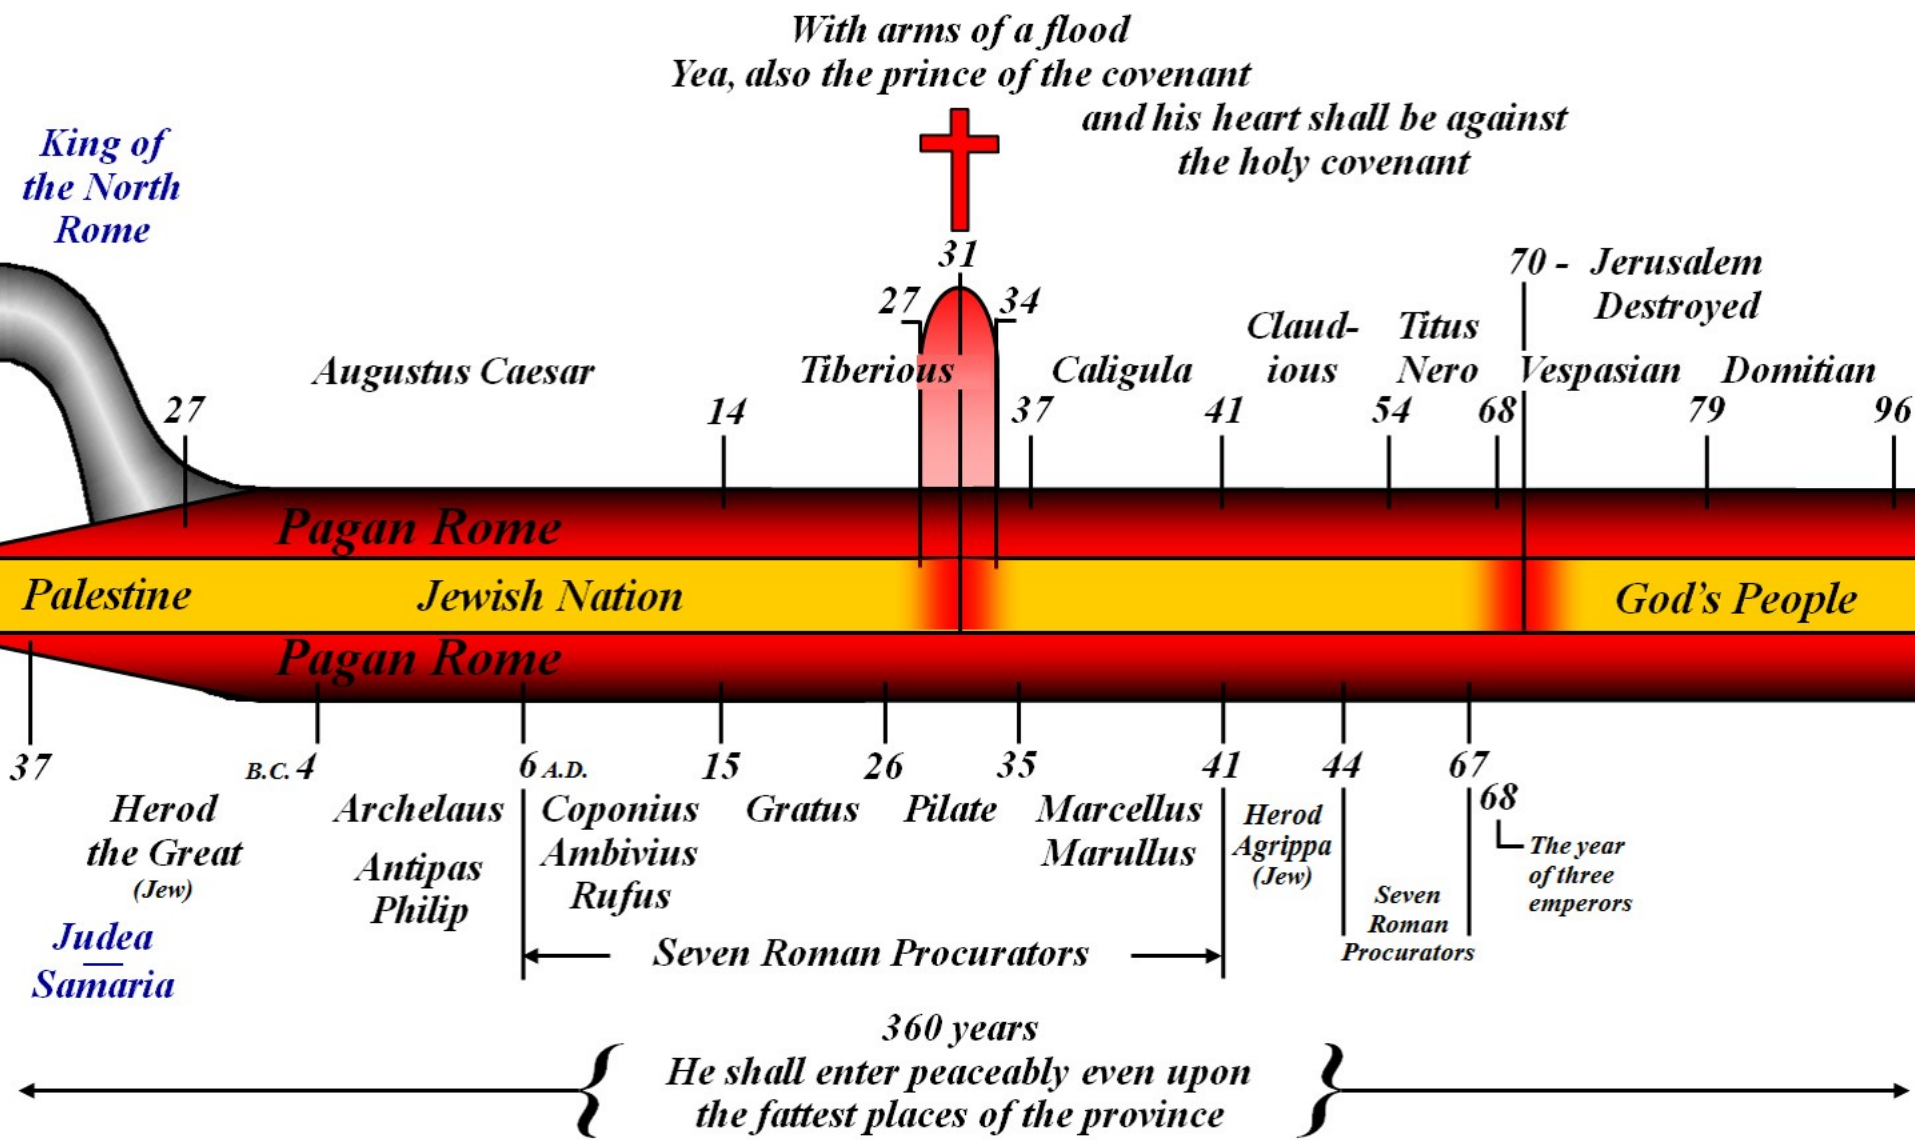 With arms of a flood
Yea, also the prince of the covenant
and his heart shall be against
the holy covenant
King of
the North
Rome
31
27
34
70 - Jerusalem
Destroyed
Augustus Caesar
Tiberious
Caligula
Claud-
ious
Titus
Nero
Vespasian
Domitian
27
14
37
41
54
68
79
96
Pagan Rome
Palestine
Jewish Nation
God's People
Pagan Rome
37
B.C. 4
6 A.D.
15
26
35
41
44
67
68
The year
of three
emperors
Herod
the Great
(Jew)
Archelaus
Antipas
Philip
Coponius
Ambivius
Rufus
Gratus
Pilate
Marcellus
Marullus
Herod
Agrippa
(Jew)
Seven
Roman
Procurators
Judea
Samaria
Seven Roman Procurators
360 years
He shall enter peaceably even upon
the fattest places of the province